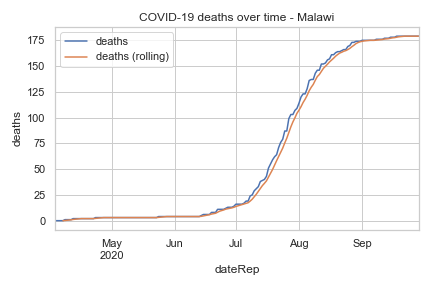 COVID-19 deaths over time - Malawi
deaths
deaths (rolling)
deaths
175
150
125
100
75
50
25
0
May
2020
Jun
Jul
Aug
Sep
dateRep